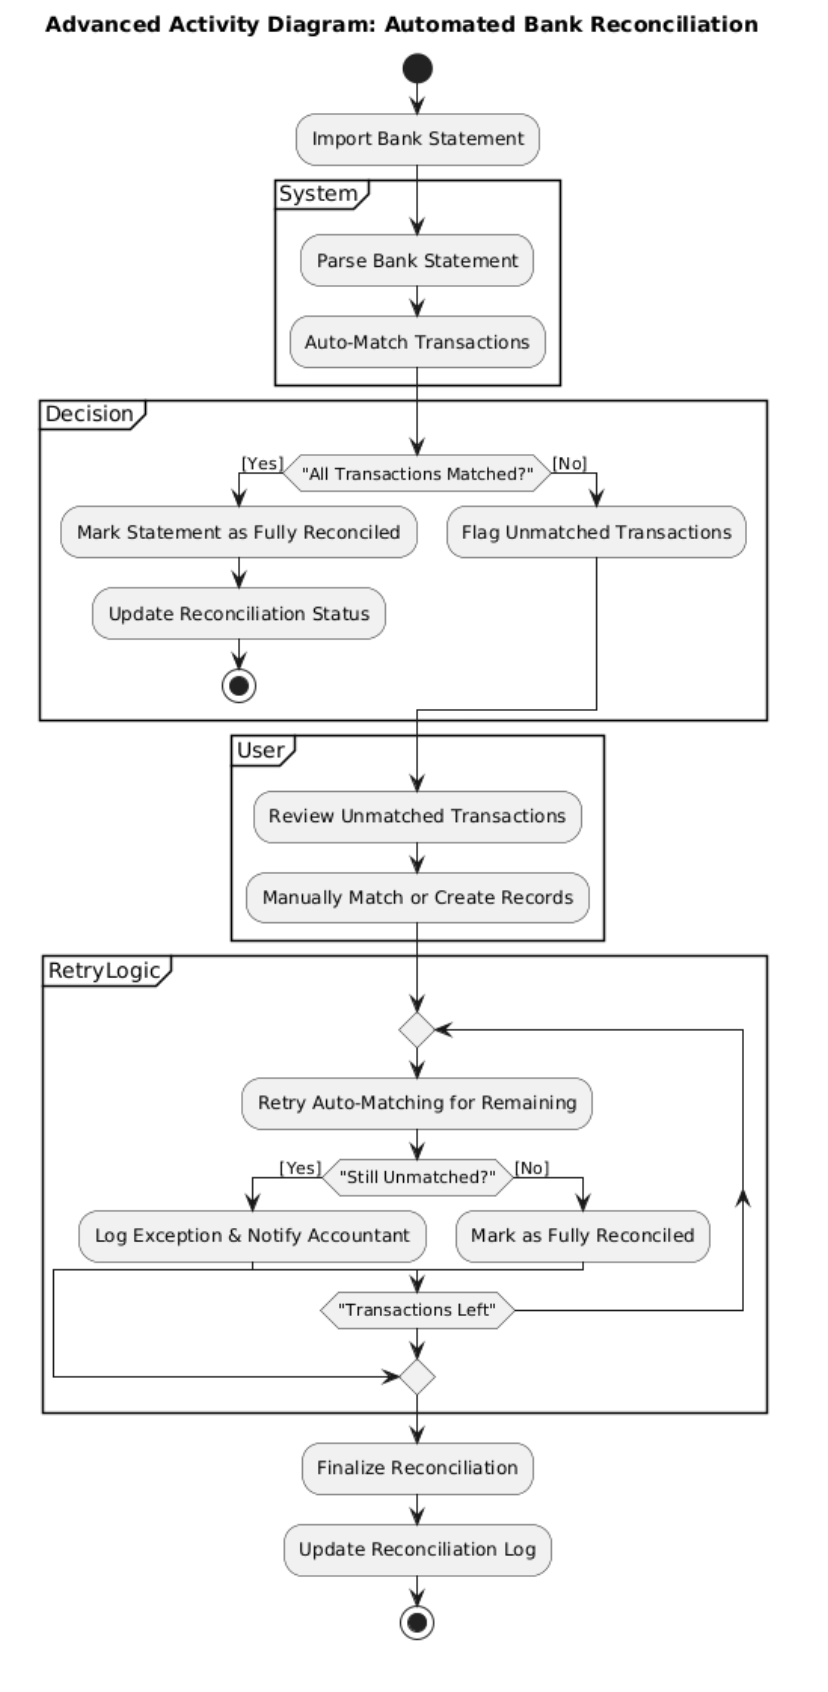 Advanced Activity Diagram: Automated Bank Reconciliation
Import Bank Statement
System
Parse Bank Statement
Auto-Match Transactions
Decision
[Yes]
"All Transactions Matched?"
[No]
Mark Statement as Fully Reconciled
Flag Unmatched Transactions
Update Reconciliation Status
User
Review Unmatched Transactions
Manually Match or Create Records
RetryLogic
Retry Auto-Matching for Remaining
[Yes]
"Still Unmatched?"
[No]
Log Exception & Notify Accountant
Mark as Fully Reconciled
"Transactions Left"
Finalize Reconciliation
Update Reconciliation Log